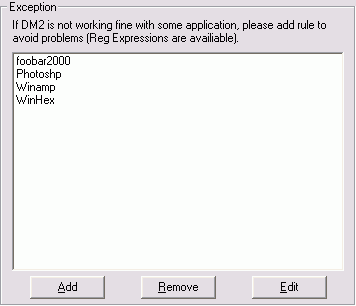 Exception
If DM2 is not working fine with some application, please add rule to
avoid problems (Reg Expressions are availiable).
foobar2000
Photoshp
Winamp
WinHex
Add Remove Edit